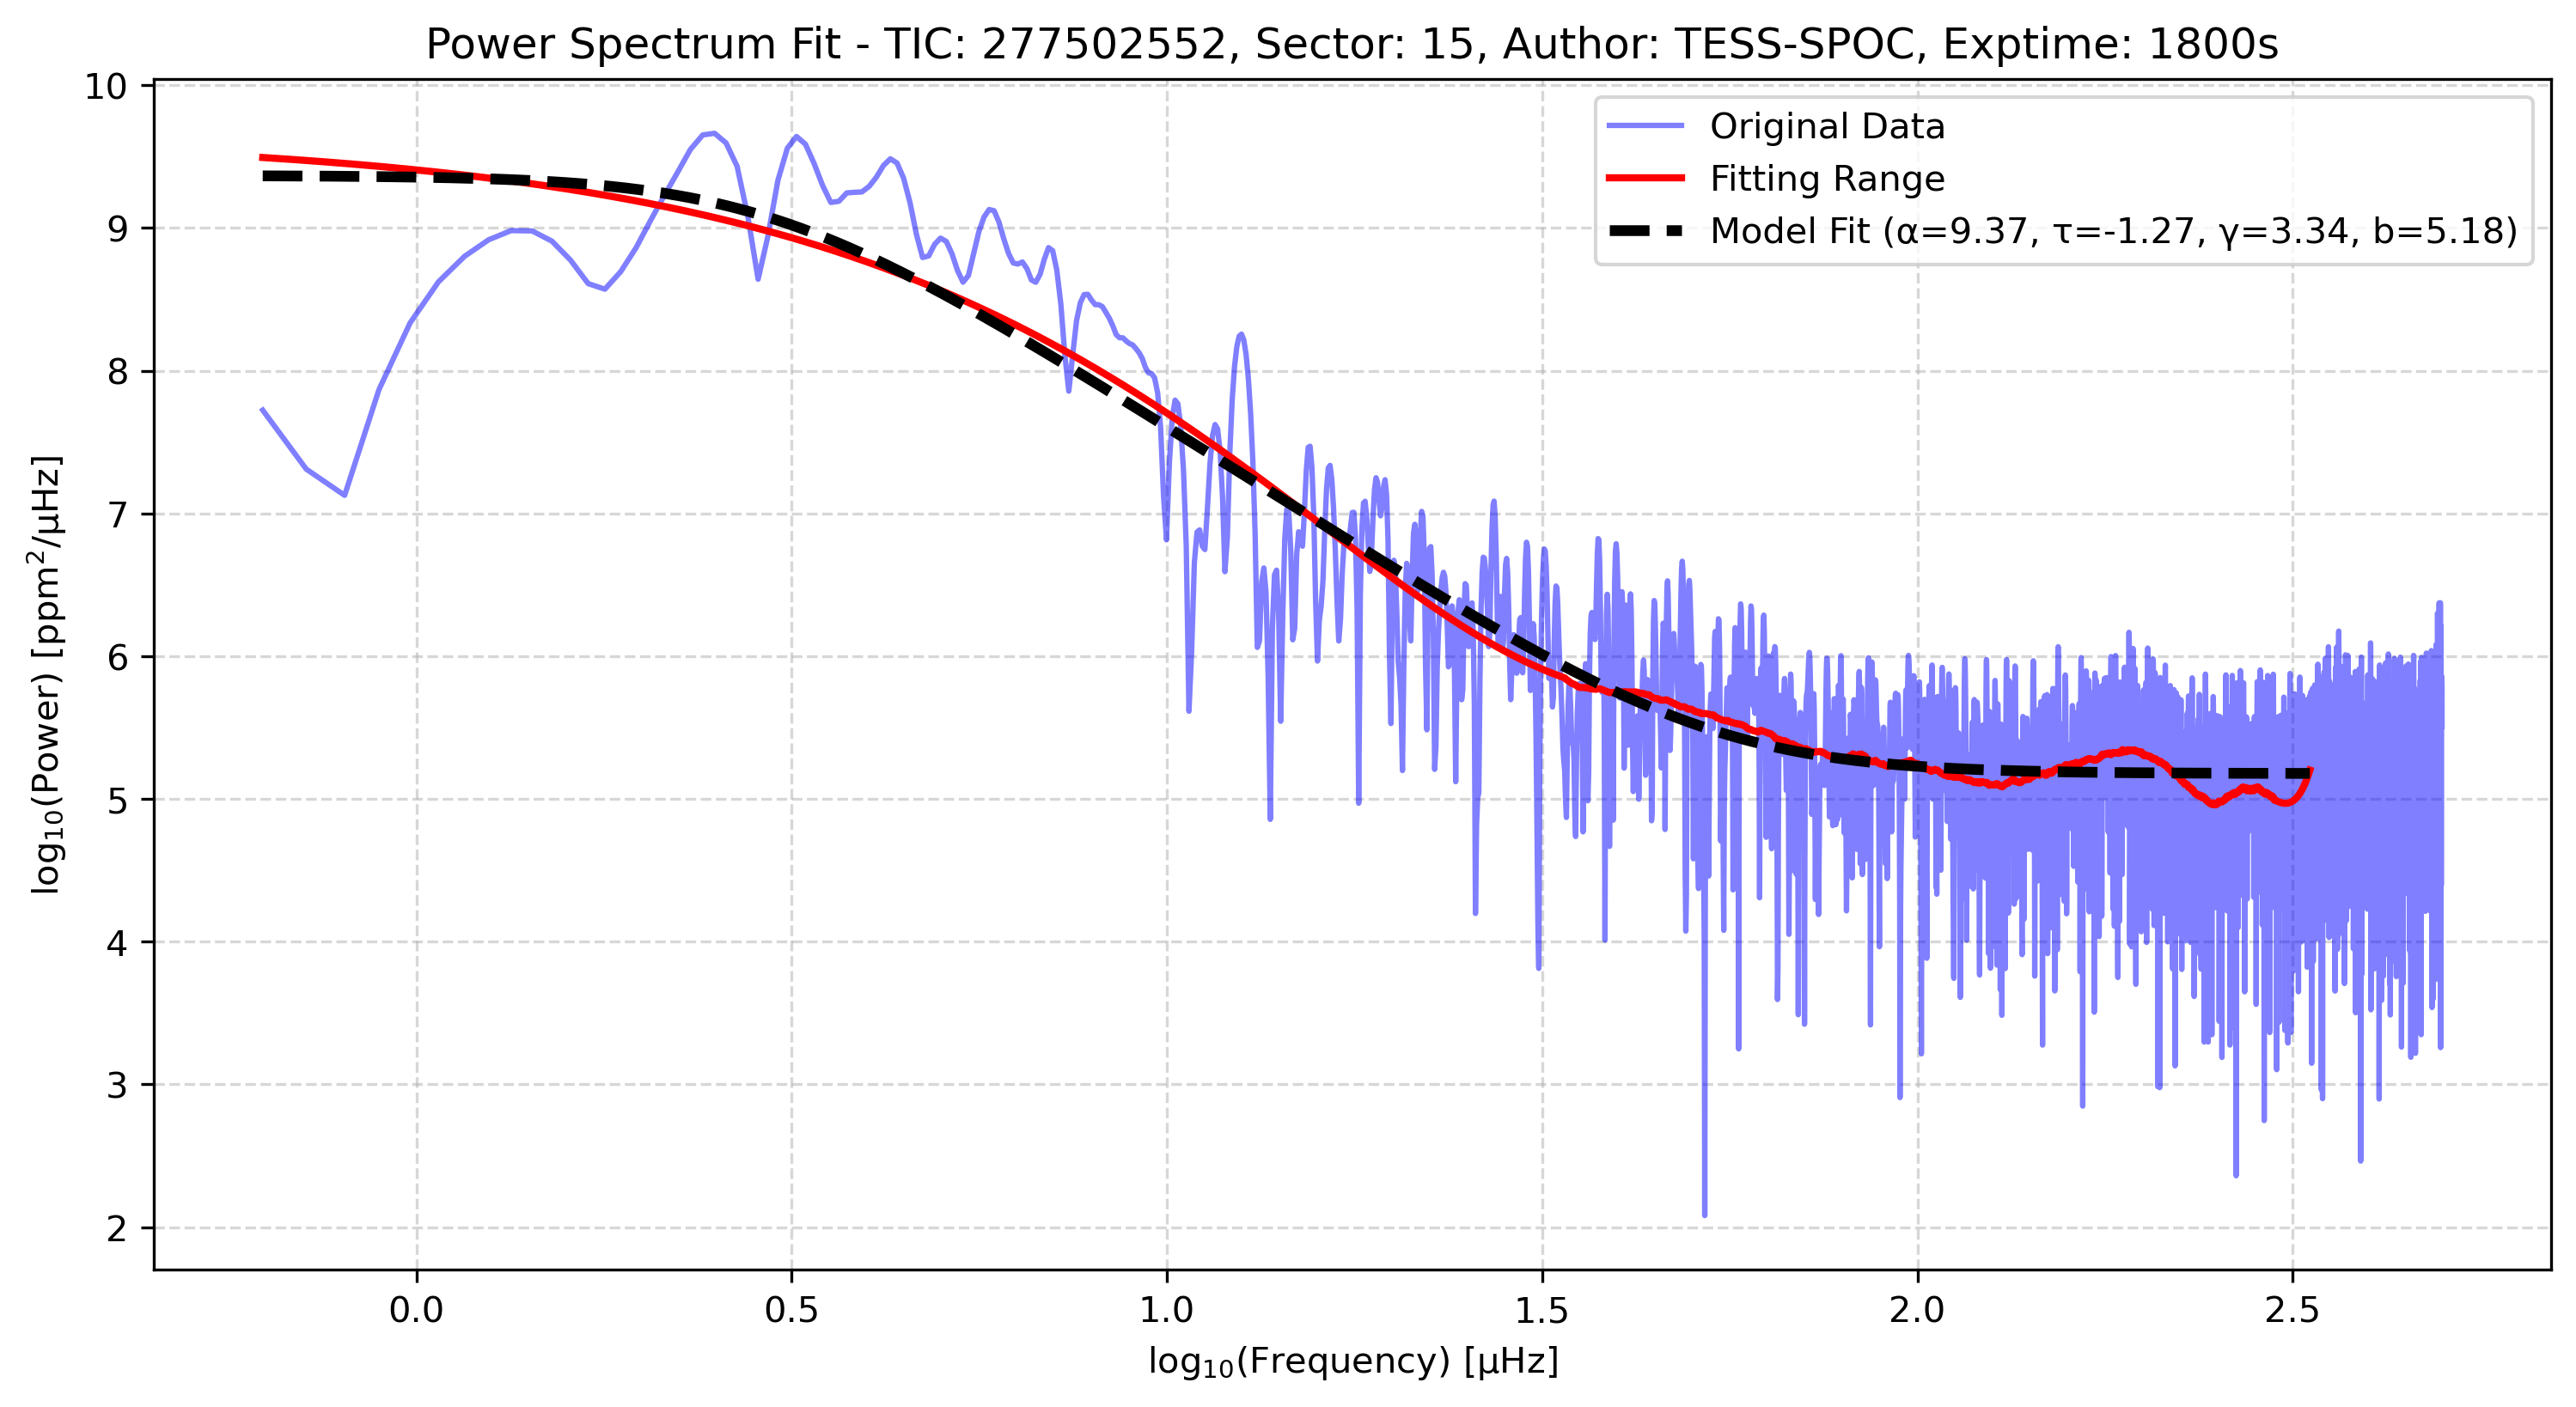 Power Spectrum Fit - TIC: 277502552, Sector: 15, Author: TESS-SPOC, Exptime: 1800s
Original Data
Fitting Range
Model Fit (α=9.37, τ=-1.27, γ=3.34, b=5.18)
log₁₀(Power) [ppm²/μHz]
10
9
8
7
6
5
4
3
2
0.0 0.5 1.0 1.5 2.0 2.5
log₁₀(Frequency) [μHz]